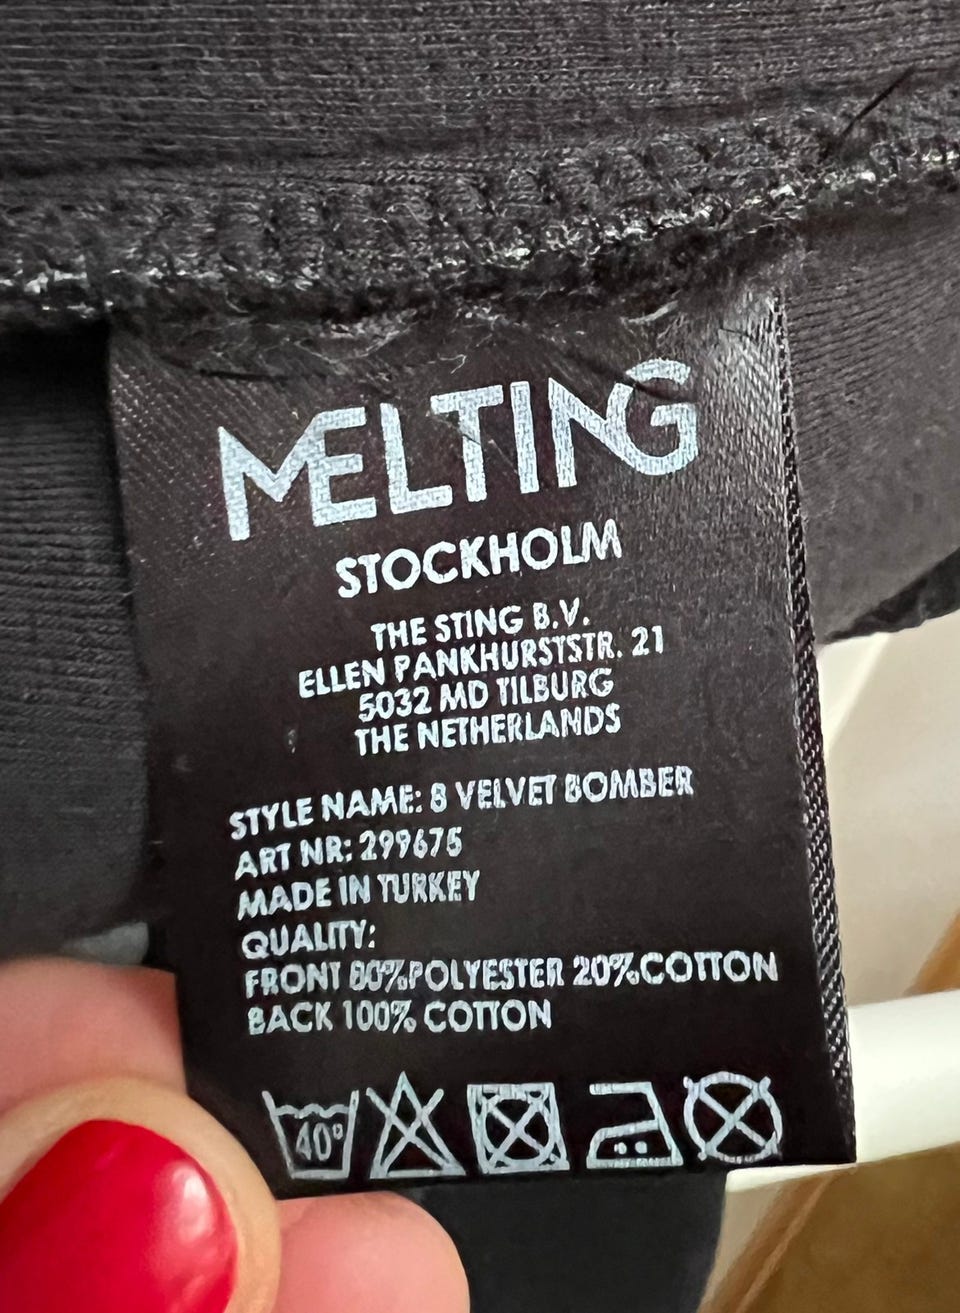 MELTING
STOCKHOLM
THE STING B.V.
ELLEN PANKHURSTSTR. 21
5032 MD TILBURG
THE NETHERLANDS
STYLE NAME: 8 VELVET BOMBER
ART NR: 299675
MADE IN TURKEY
QUALITY:
FRONT 80%POLYESTER 20%COTTON
BACK 100% COTTON
40°